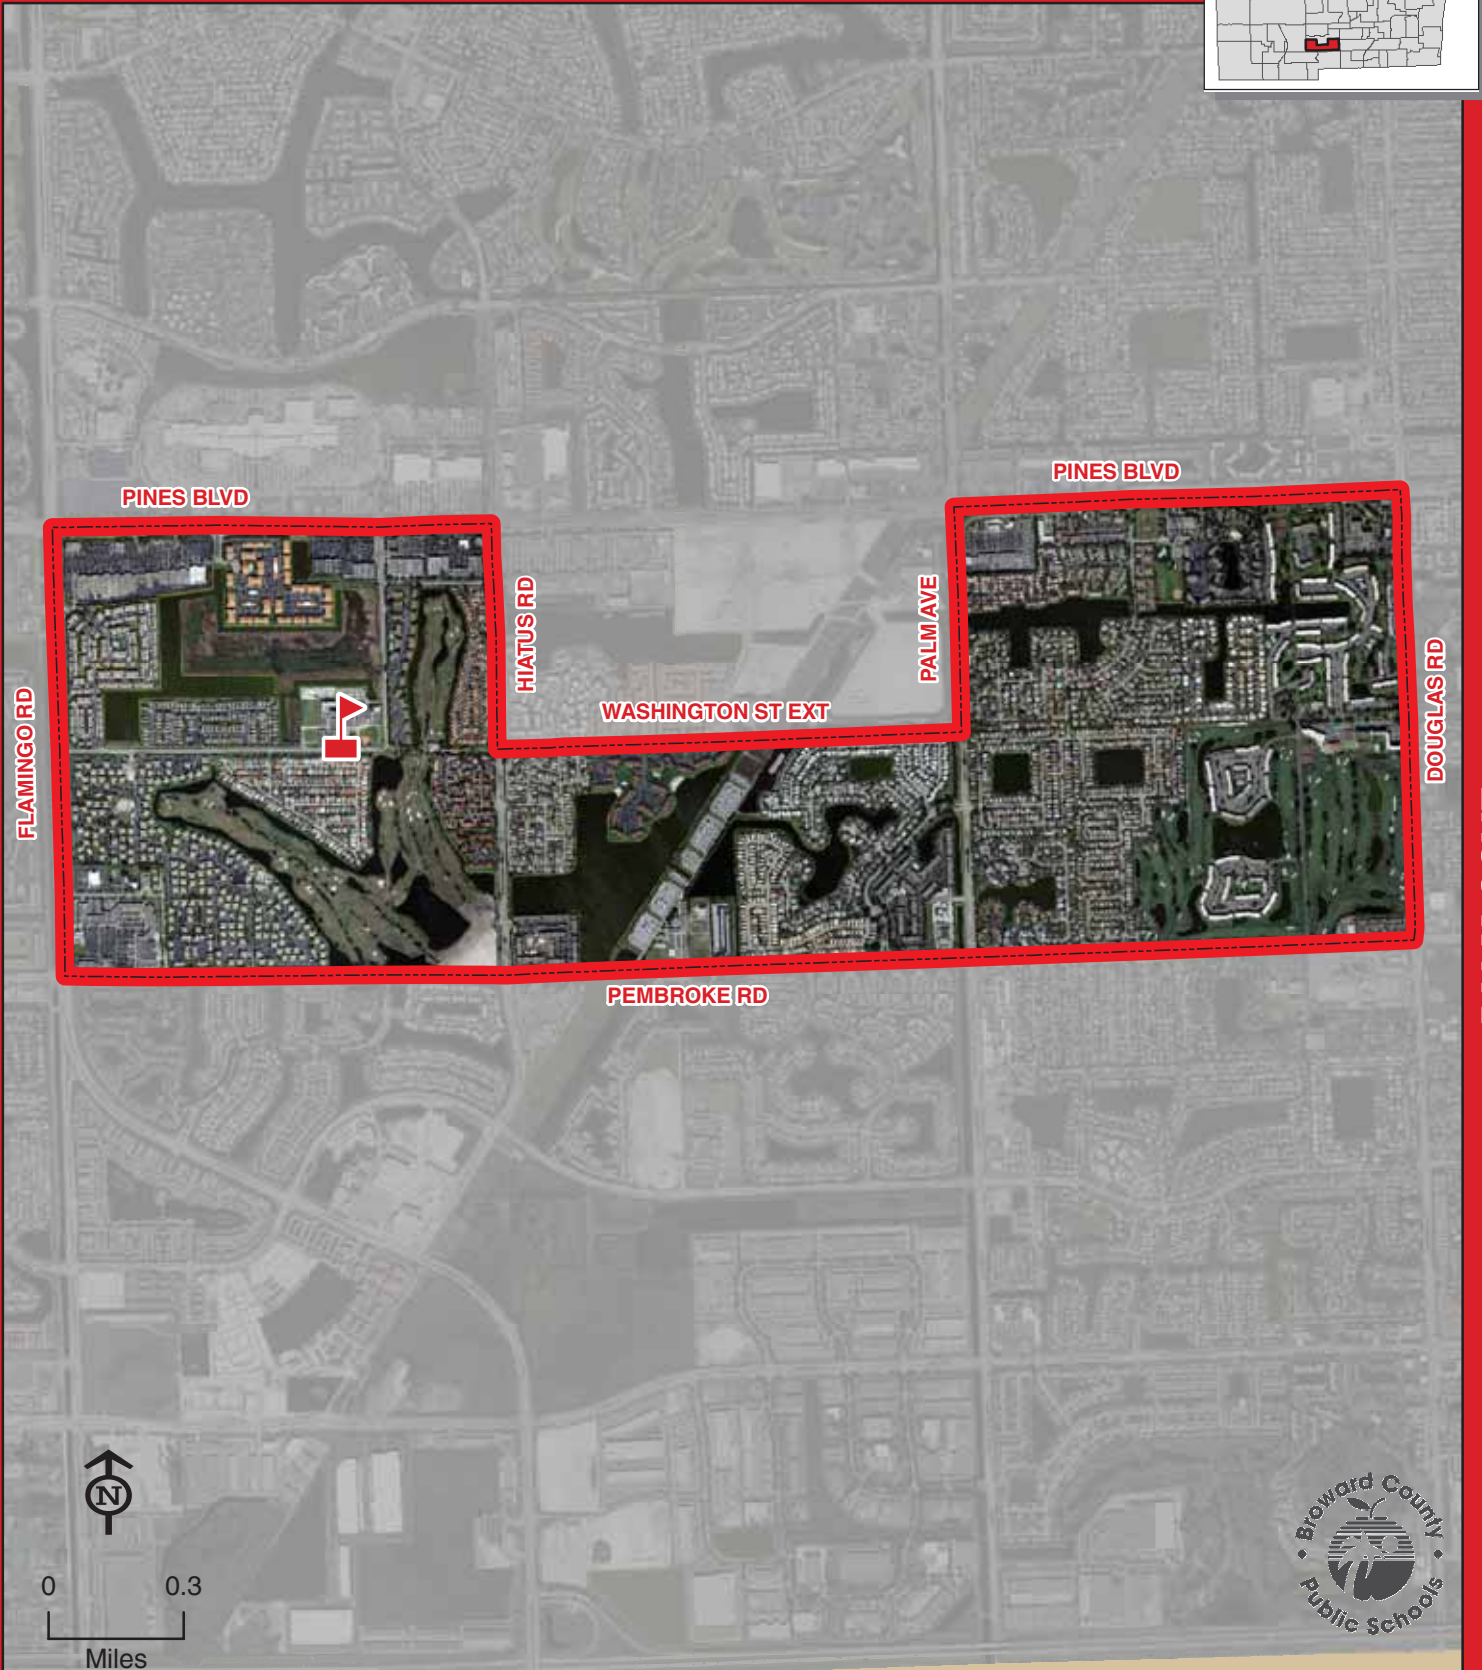 PINES BLVD
PINES BLVD
HIATUS RD
PALM AVE
WASHINGTON ST EXT
FLAMINGO RD
DOUGLAS RD
PEMBROKE RD
N
0 0.3
Miles
Broward County
Public Schools